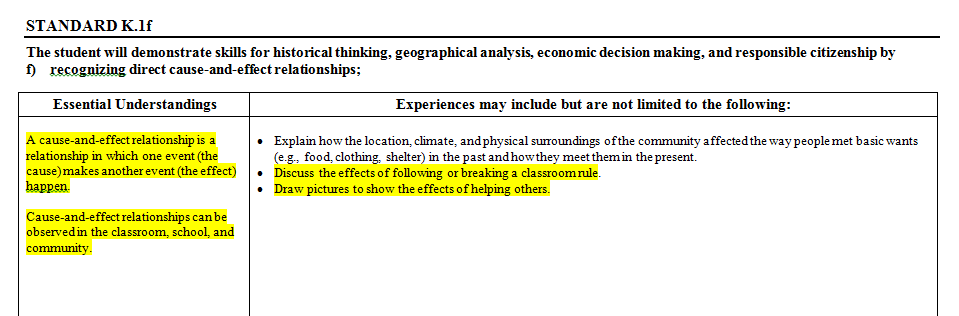 STANDARD K.1f
The student will demonstrate skills for historical thinking, geographical analysis, economic decision making, and responsible citizenship by
f) recognizing direct cause-and-effect relationships;
Essential Understandings
Experiences may include but are not limited to the following:
A cause-and-effect relationship is a
relationship in which one event (the
cause) makes another event (the effect)
happen.
Cause-and-effect relationships can be
observed in the classroom, school, and
community.
• Explain how the location, climate, and physical surroundings of the community affected the way people met basic wants
(e.g., food, clothing, shelter) in the past and how they meet them in the present.
• Discuss the effects of following or breaking a classroom rule.
• Draw pictures to show the effects of helping others.